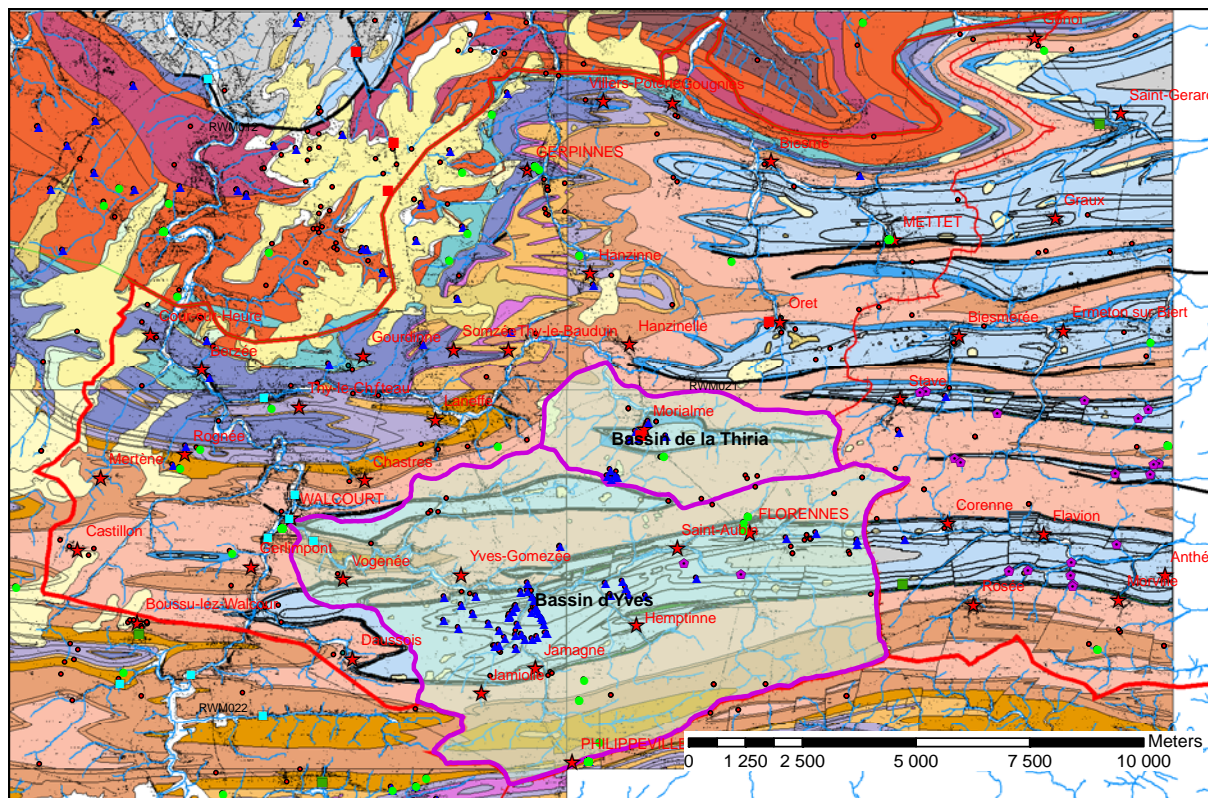 Saint-Gerard
Villers-Poterie
Gougnies
RWM012
Biesme
GERPINNES
Graux
METTET
Hanzinne
Oret
Cour-sur-Heure
Hanzinelle
Biesmerée
Ermeton sur Biert
Gourdinne
Somzée
Thy-le-Bauduin
Berzée
RWM021
Stave
Thy-le-Château
Laneffe
Morialmé
Bassin de la Thiria
Rognée
Mertène
Chastrès
WALCOURT
FLORENNES
Corenne
Flavion
Castillon
Saint-Aubin
Gerlimpont
Yves-Gomezée
Anthée
Vogenée
Morville
Rosée
Bassin d'Yves
Boussu-lez-Walcourt
Hemptinne
Daussois
Jamagne
Jamiolle
RWM022
PHILIPPEVILLE
Meters
0 1 250 2 500 5 000 7 500 10 000